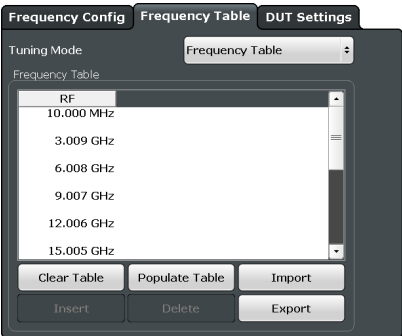 Frequency Config Frequency Table DUT Settings
Tuning Mode Frequency Table
Frequency Table
RF
10.000 MHz
3.009 GHz
6.008 GHz
9.007 GHz
12.006 GHz
15.005 GHz
Clear Table Populate Table Import
Insert Delete Export